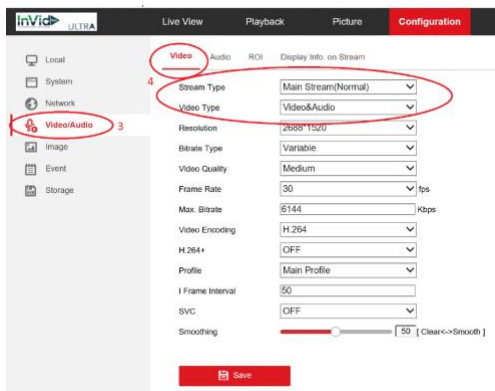 InVid ULTRA
Live View Playback Picture Configuration
Local
System
Network
Video/Audio 3
Image
Event
Storage
4
Video Audio ROI Display Info. on Stream
Stream Type Main Stream(Normal)
Video Type Video&Audio
Resolution 2688*1520
Bitrate Type Variable
Video Quality Medium
Frame Rate 30 fps
Max. Bitrate 6144 Kbps
Video Encoding H.264
H.264+ OFF
Profile Main Profile
I Frame Interval 50
SVC OFF
Smoothing 50 [ Clear<->Smooth ]
Save